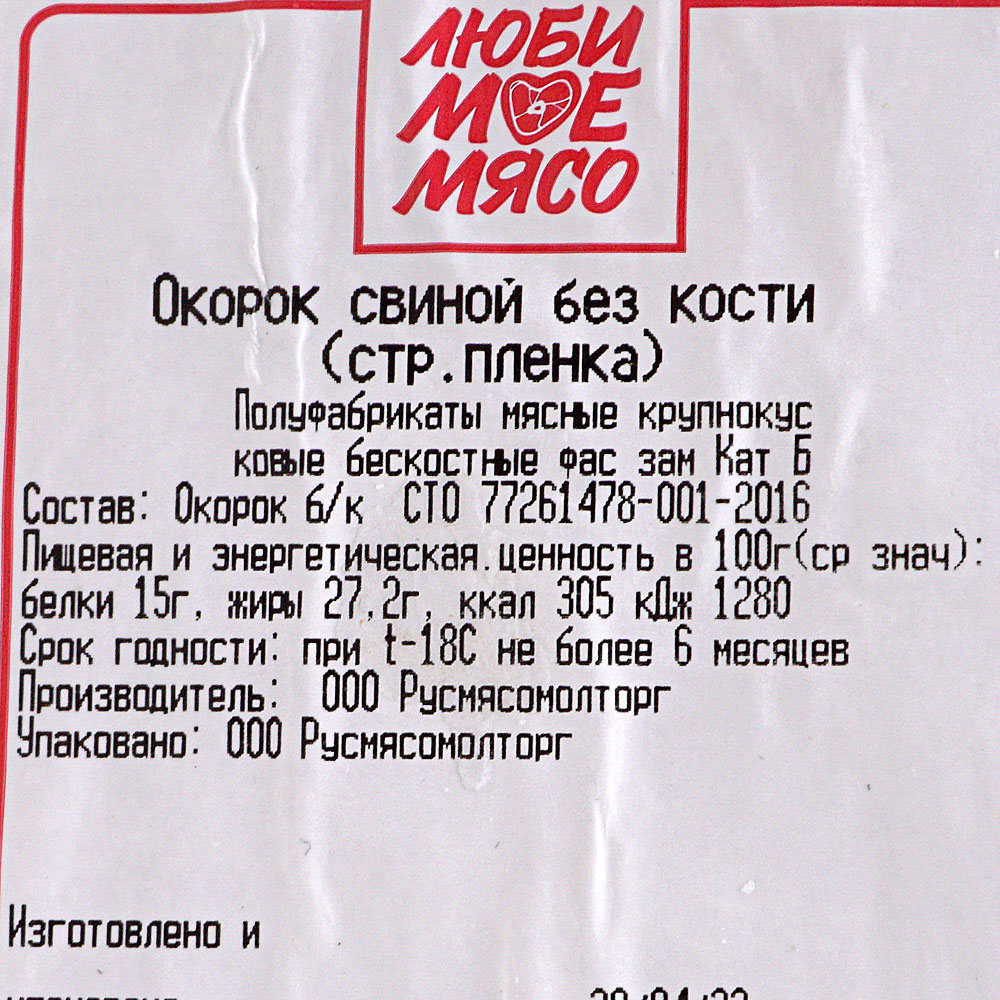 ЛЮБИ
МОЕ
МЯСО
Окорок свиной без кости
(стр.пленка)
Полуфабрикаты мясные крупнокус
ковые бескостные фас зам Кат Б
Состав: Окорок б/к СТО 77261478-001-2016
Пищевая и энергетическая.ценность в 100г(ср знач):
белки 15г, жиры 27,2г, ккал 305 кДж 1280
Срок годности: при t-18С не более 6 месяцев
Производитель: ООО Русмясомолторг
Упаковано: ООО Русмясомолторг
Изготовлено и